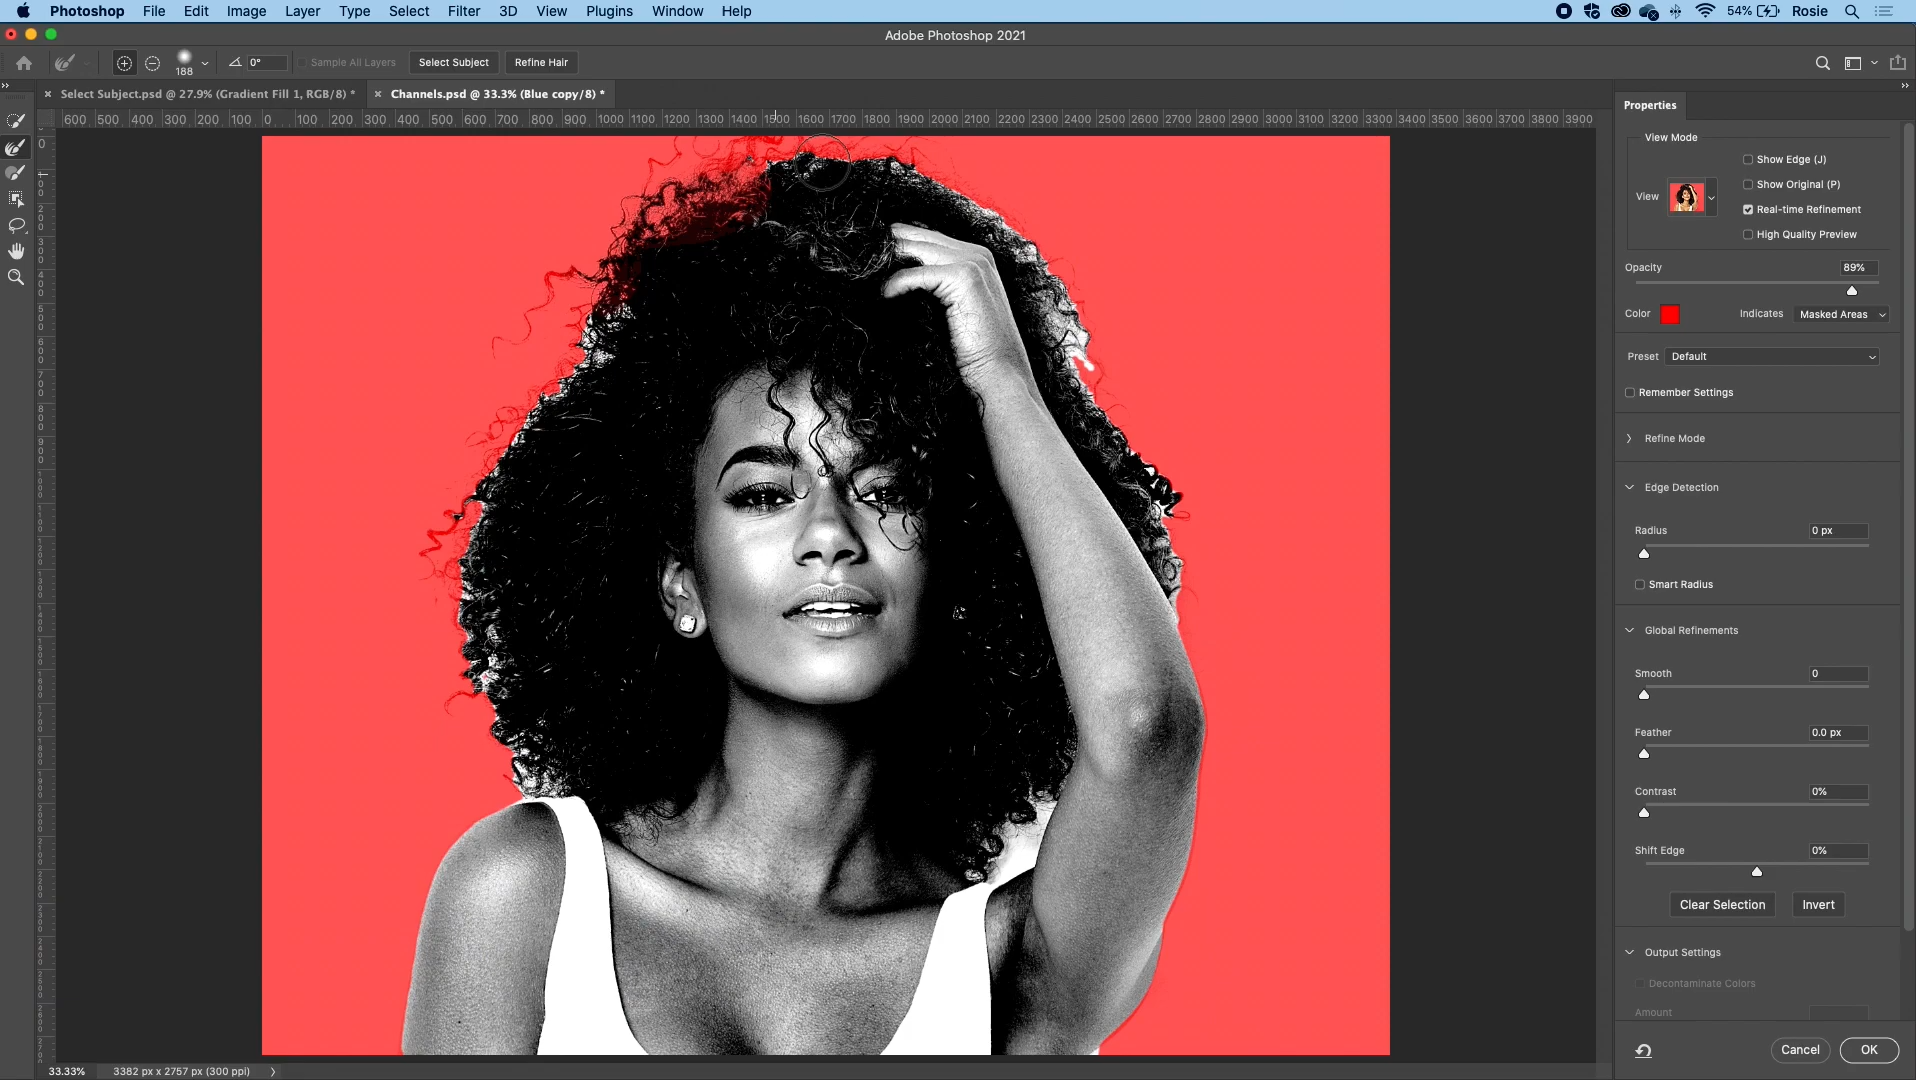 Photoshop File Edit Image Layer Type Select Filter 3D View Plugins Window Help 54% Rosie
Adobe Photoshop 2021
188 0° Sample All Layers Select Subject Refine Hair
Select Subject.psd @ 27.9% (Gradient Fill 1, RGB/8) * Channels.psd @ 33.3% (Blue copy/8) *
600 500 400 300 200 100 0 100 200 300 400 500 600 700 800 900 1000 1100 1200 1300 1400 1500 1600 1700 1800 1900 2000 2100 2200 2300 2400 2500 2600 2700 2800 2900 3000 3100 3200 3300 3400 3500 3600 3700 3800 3900
Properties
View Mode
Show Edge (J)
Show Original (P)
View
Real-time Refinement
High Quality Preview
Opacity 89%
Color Indicates Masked Areas
Preset Default
Remember Settings
Refine Mode
Edge Detection
Radius 0 px
Smart Radius
Global Refinements
Smooth 0
Feather 0.0 px
Contrast 0%
Shift Edge 0%
Clear Selection Invert
Output Settings
Decontaminate Colors
Amount
Cancel OK
33.33% 3382 px x 2757 px (300 ppi)